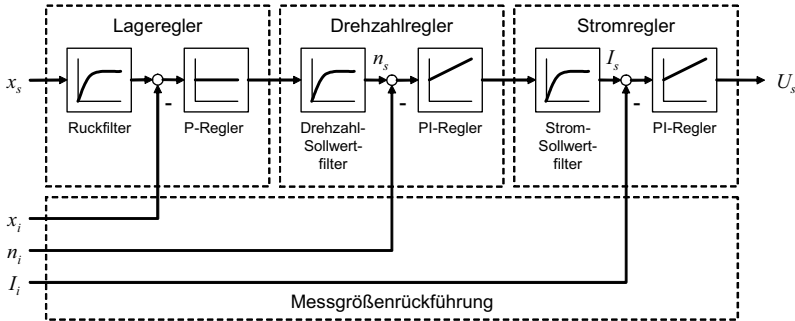 Lageregler
Drehzahlregler
Stromregler
x_s
n_s
I_s
U_s
-
-
-
Ruckfilter
P-Regler
Drehzahl-
Sollwert-
filter
PI-Regler
Strom-
Sollwert-
filter
PI-Regler
x_i
n_i
I_i
Messgrößenrückführung